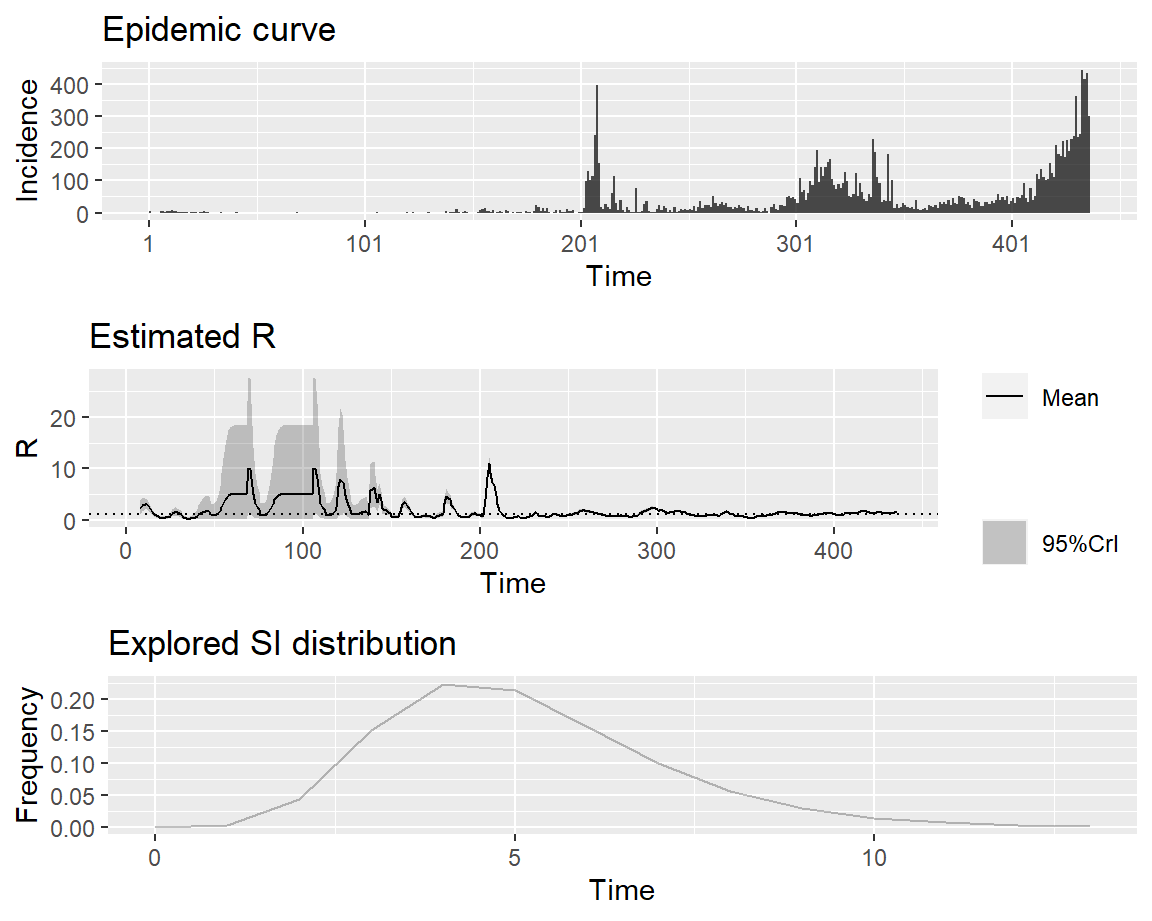 Epidemic curve
Incidence
400
300
200
100
0
1 101 201 301 401
Time
Estimated R
R
20
10
0
0 100 200 300 400
Time
Mean
95%CrI
Explored SI distribution
Frequency
0.20
0.15
0.10
0.05
0.00
0 5 10
Time